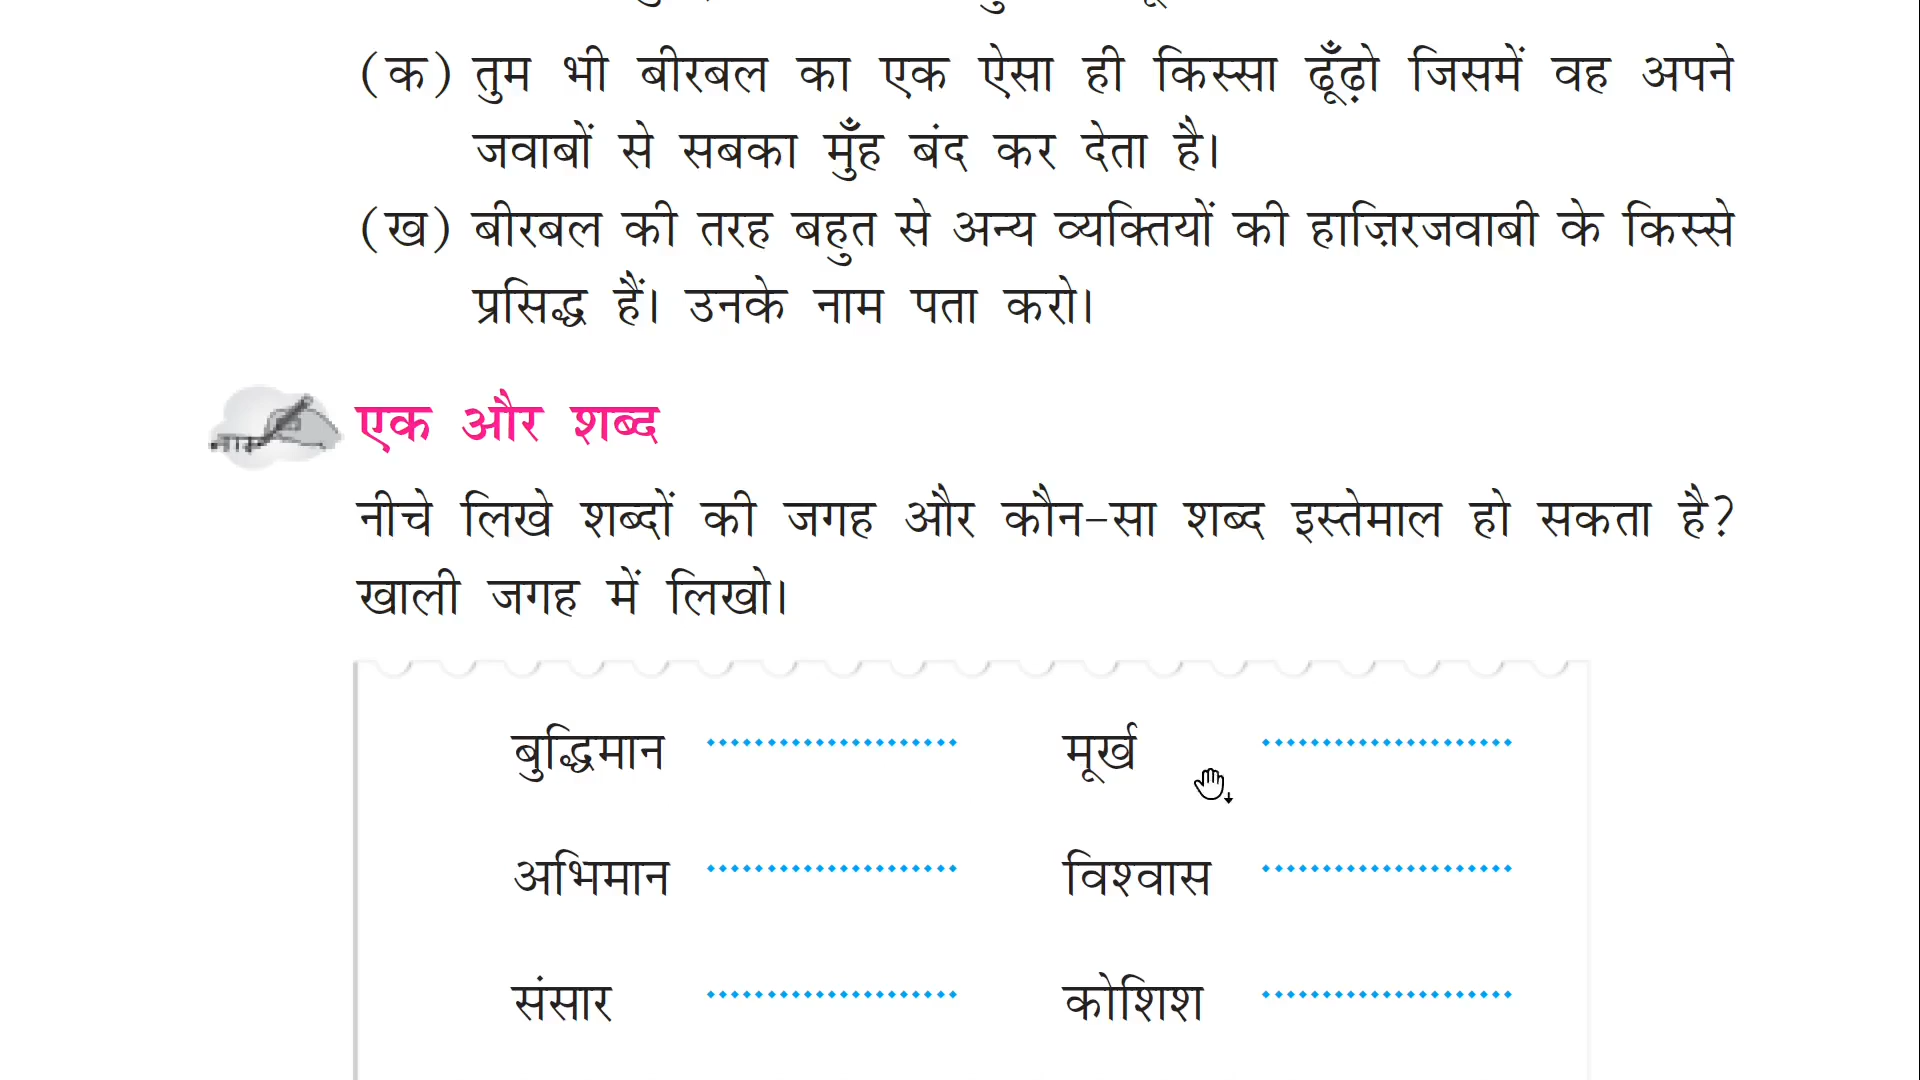 (क) तुम भी बीरबल का एक ऐसा ही किस्सा ढूँढ़ो जिसमें वह अपने
जवाबों से सबका मुँह बंद कर देता है।
(ख) बीरबल की तरह बहुत से अन्य व्यक्तियों की हाज़िरजवाबी के किस्से
प्रसिद्ध हैं। उनके नाम पता करो।
एक और शब्द
नीचे लिखे शब्दों की जगह और कौन-सा शब्द इस्तेमाल हो सकता है?
खाली जगह में लिखो।
बुद्धिमान ..................... मूर्ख .....................
अभिमान ..................... विश्वास .....................
संसार ..................... कोशिश .....................